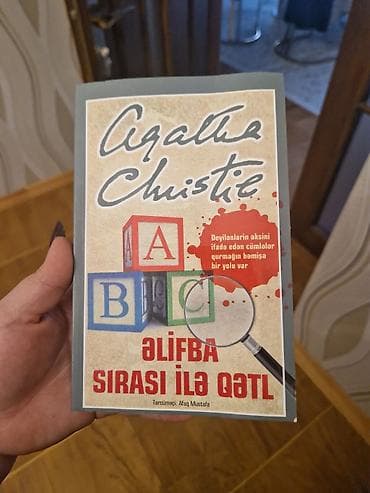 Agatha
Christie
A
B
C
Deyilənlərin əksini
ifadə edən cümlələr
qurmağın həmişə
bir yolu var
ƏLİFBA
SIRASI İLƏ QƏTL
Tərcüməçi: Afaq Mustafa